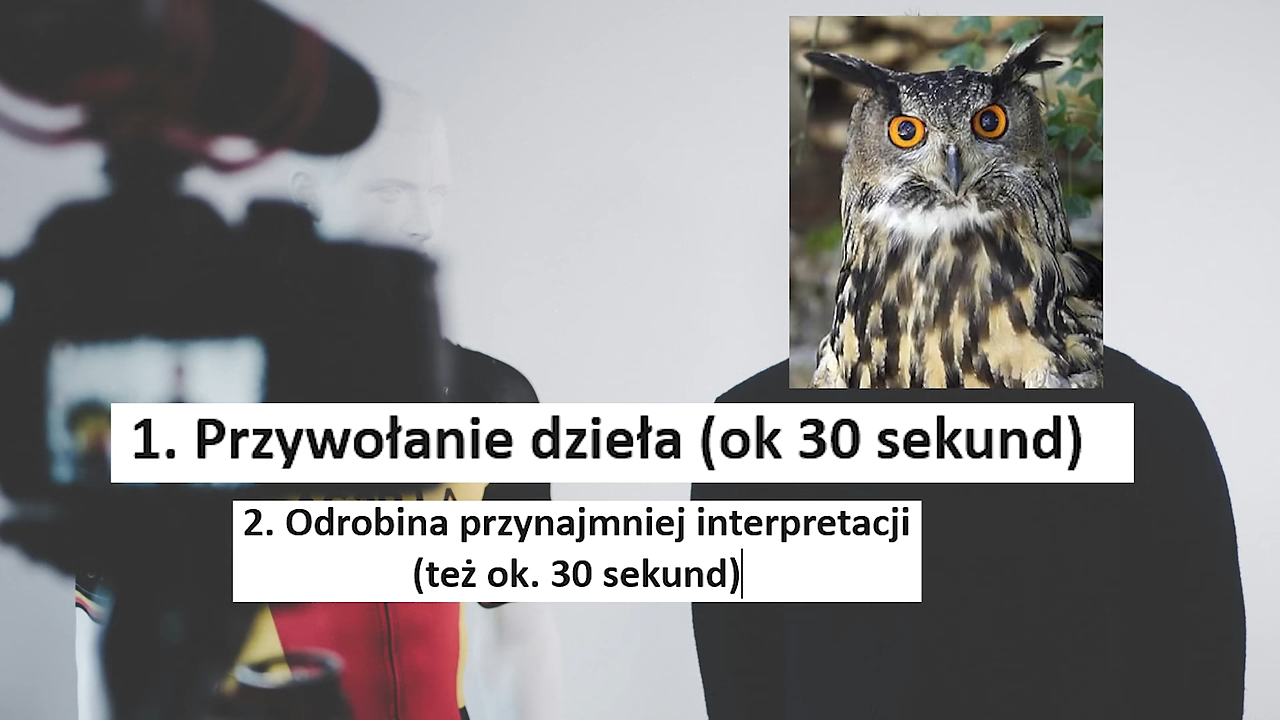 1. Przywołanie dzieła (ok 30 sekund)
2. Odrobina przynajmniej interpretacji
(też ok. 30 sekund)